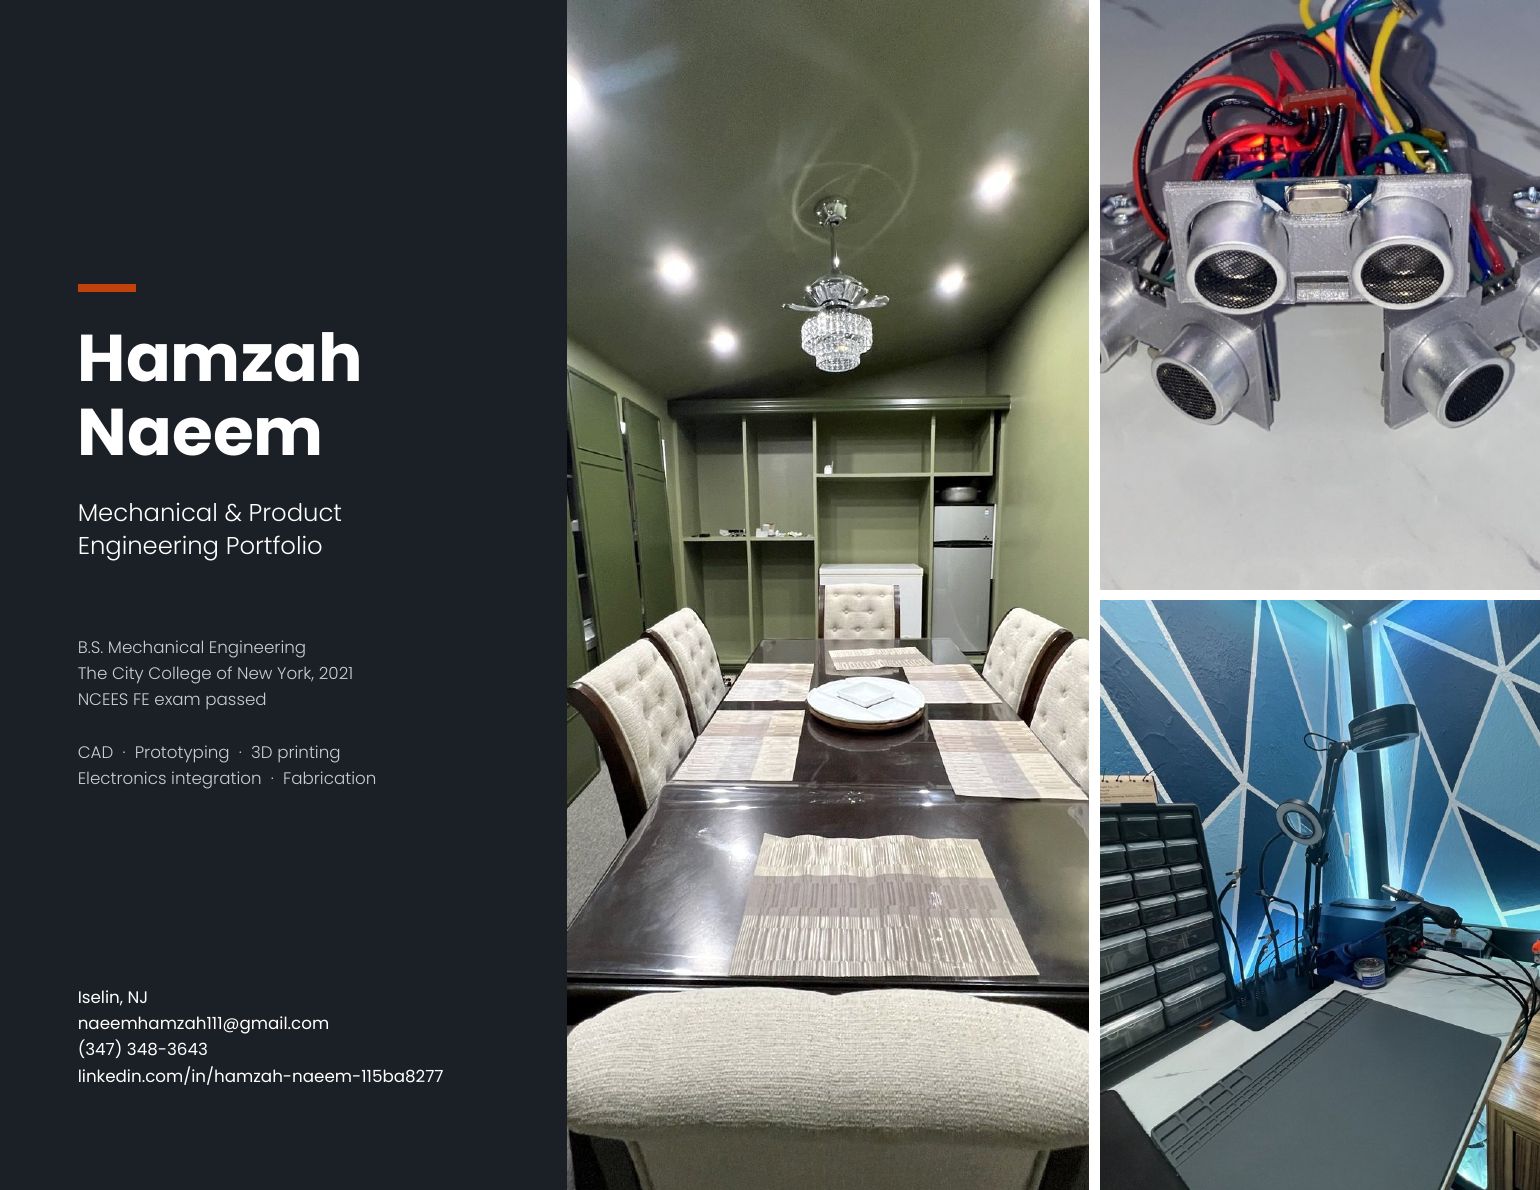 Hamzah
Naeem
Mechanical & Product
Engineering Portfolio
B.S. Mechanical Engineering
The City College of New York, 2021
NCEES FE exam passed
CAD · Prototyping · 3D printing
Electronics integration · Fabrication
Iselin, NJ
naeemhamzah111@gmail.com
(347) 348-3643
linkedin.com/in/hamzah-naeem-115ba8277